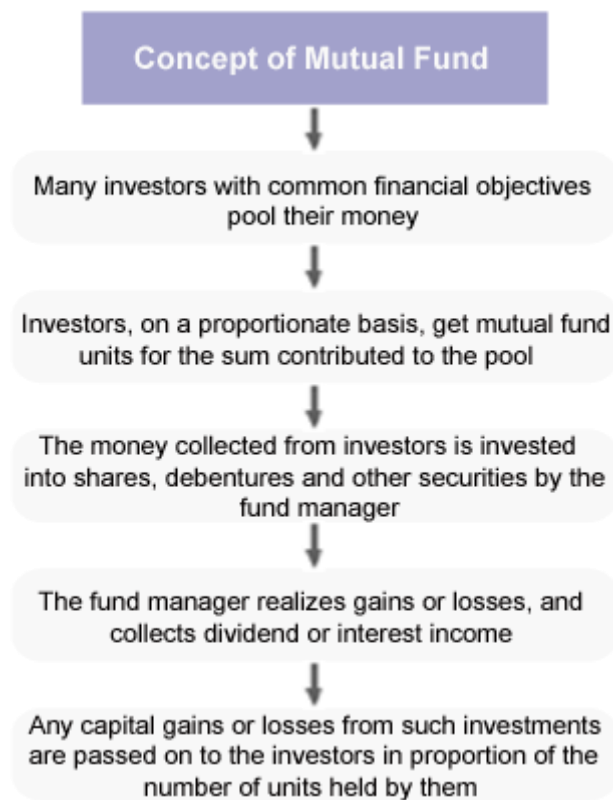 Concept of Mutual Fund
Many investors with common financial objectives
pool their money
Investors, on a proportionate basis, get mutual fund
units for the sum contributed to the pool
The money collected from investors is invested
into shares, debentures and other securities by the
fund manager
The fund manager realizes gains or losses, and
collects dividend or interest income
Any capital gains or losses from such investments
are passed on to the investors in proportion of the
number of units held by them